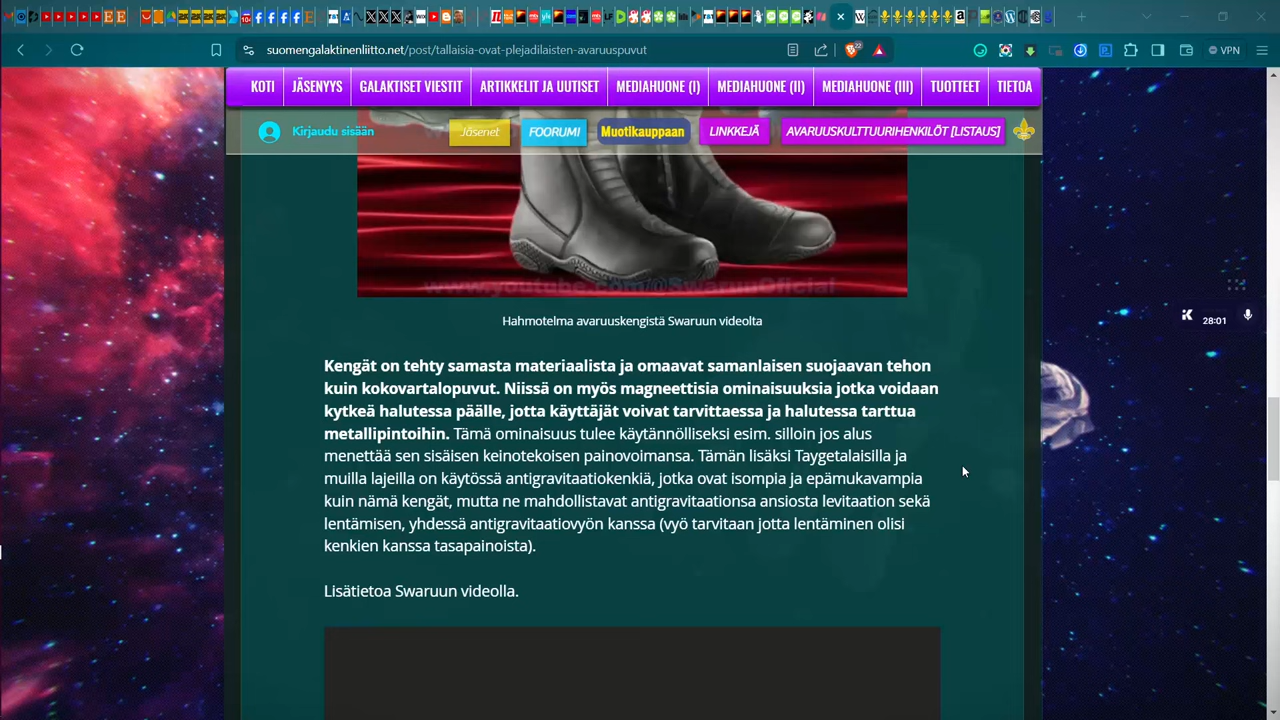 suomengalaktinenliitto.net/post/tallaisia-ovat-plejadilaisten-avaruuspuvut
22
VPN
KOTI JÄSENYYS GALAKTISET VIESTIT ARTIKKELIT JA UUTISET MEDIAHUONE (I) MEDIAHUONE (II) MEDIAHUONE (III) TUOTTEET TIETOA
Kirjaudu sisään Jäsenet FOORUMI Muotikauppaan LINKKEJÄ AVARUUSKULTTUURIHENKILÖT [LISTAUS]
www.youtube.com/@SwaruuOficial
28:01
Hahmotelma avaruuskengistä Swaruun videolta
Kengät on tehty samasta materiaalista ja omaavat samanlaisen suojaavan tehon
kuin kokovartalopuvut. Niissä on myös magneettisia ominaisuuksia jotka voidaan
kytkeä halutessa päälle, jotta käyttäjät voivat tarvittaessa ja halutessa tarttua
metallipintoihin. Tämä ominaisuus tulee käytännölliseksi esim. silloin jos alus
menettää sen sisäisen keinotekoisen painovoimansa. Tämän lisäksi Taygetalaisilla ja
muilla lajeilla on käytössä antigravitaatiokenkiä, jotka ovat isompia ja epämukavampia
kuin nämä kengät, mutta ne mahdollistavat antigravitaationsa ansiosta levitaation sekä
lentämisen, yhdessä antigravitaatiovyön kanssa (vyö tarvitaan jotta lentäminen olisi
kenkien kanssa tasapainoista).
Lisätietoa Swaruun videolla.